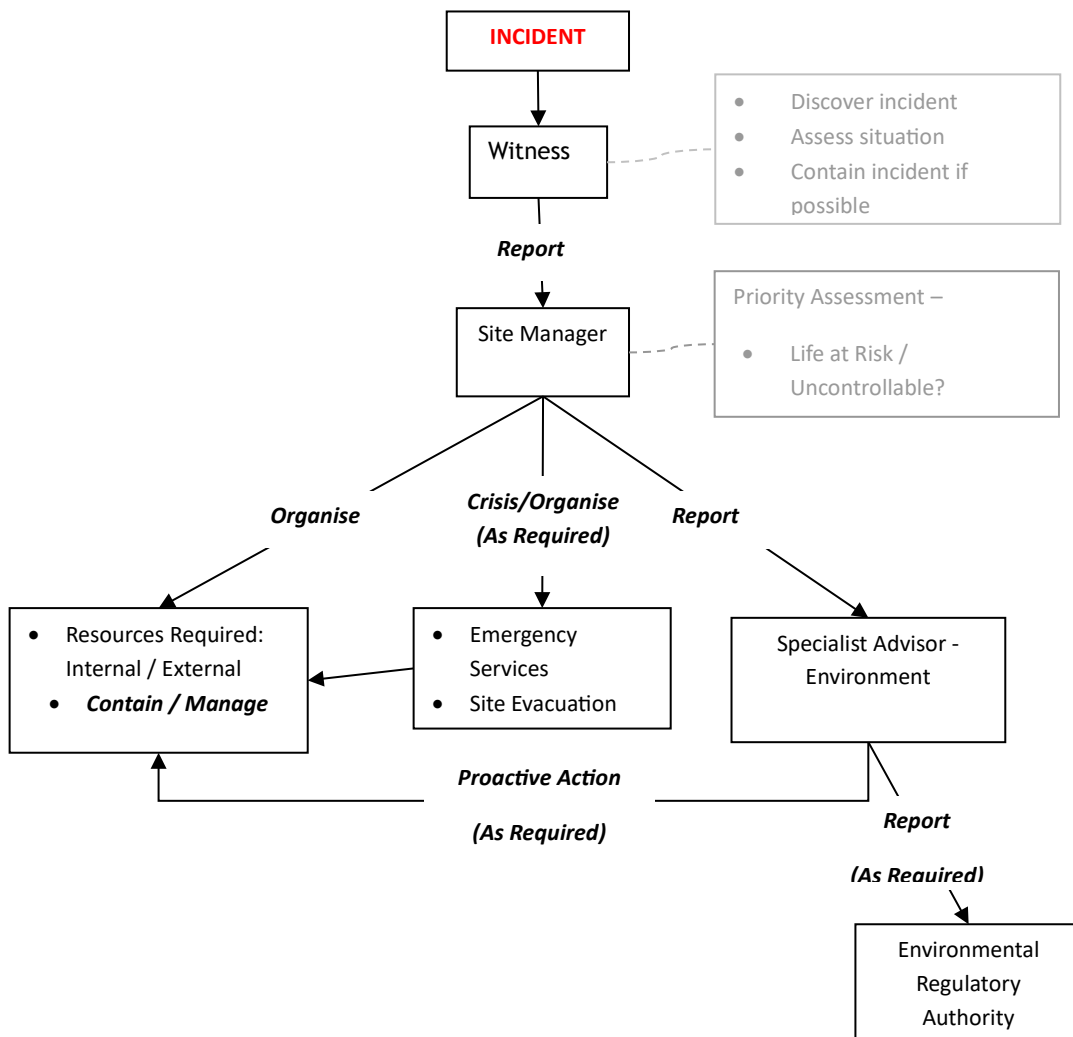 INCIDENT
• Discover incident
• Assess situation
• Contain incident if
possible
Witness
Report
Priority Assessment –
• Life at Risk /
Uncontrollable?
Site Manager
Organise
Crisis/Organise
(As Required)
Report
• Resources Required:
Internal / External
• Contain / Manage
• Emergency
Services
• Site Evacuation
Specialist Advisor -
Environment
Proactive Action
(As Required)
Report
(As Required)
Environmental
Regulatory
Authority